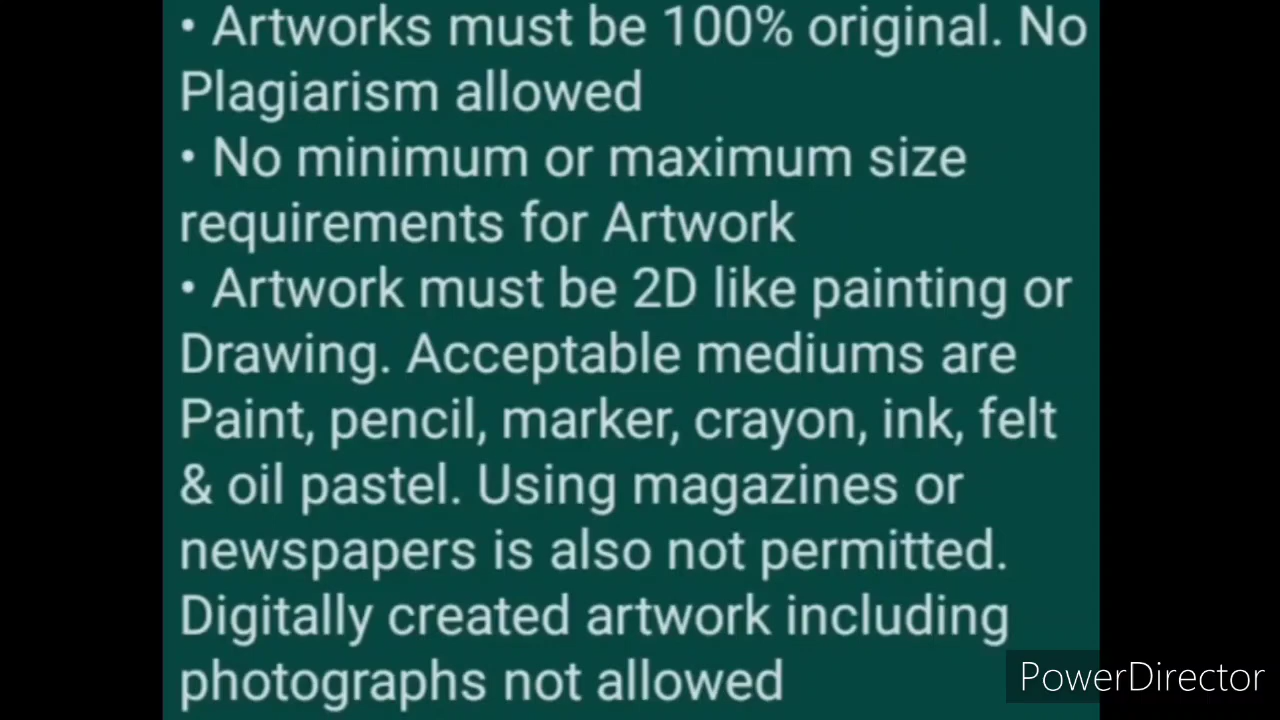 • Artworks must be 100% original. No
Plagiarism allowed
• No minimum or maximum size
requirements for Artwork
• Artwork must be 2D like painting or
Drawing. Acceptable mediums are
Paint, pencil, marker, crayon, ink, felt
& oil pastel. Using magazines or
newspapers is also not permitted.
Digitally created artwork including
photographs not allowed
PowerDirector